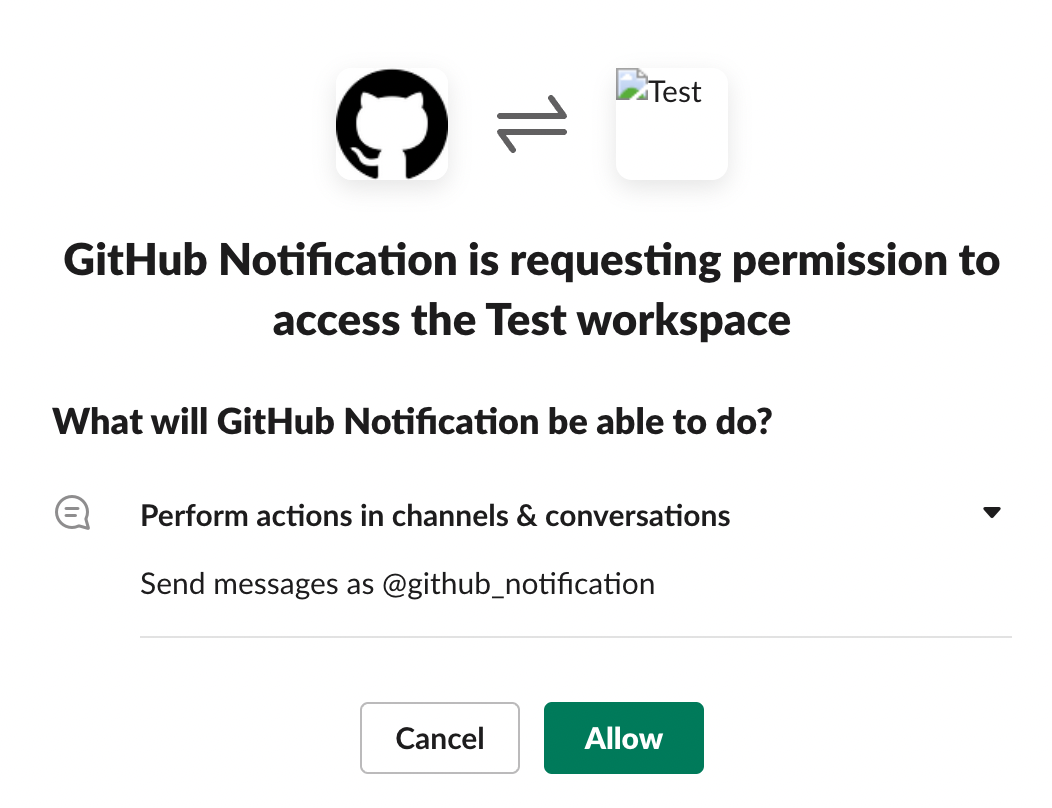 Test
GitHub Notification is requesting permission to
access the Test workspace
What will GitHub Notification be able to do?
Perform actions in channels & conversations
Send messages as @github_notification
Cancel
Allow